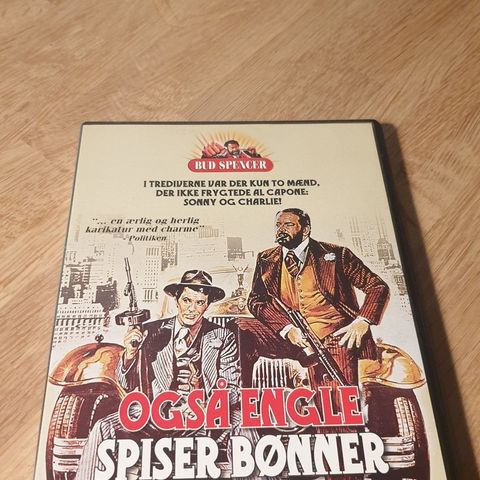 BUD SPENCER
I TREDIVERNE VAR DER KUN TO MÆND,
DER IKKE FRYGTEDE AL CAPONE:
SONNY OG CHARLIE!
"... en ærlig og herlig
karikatur med charme"
Politiken
OGSÅ ENGLE
SPISER BØNNER